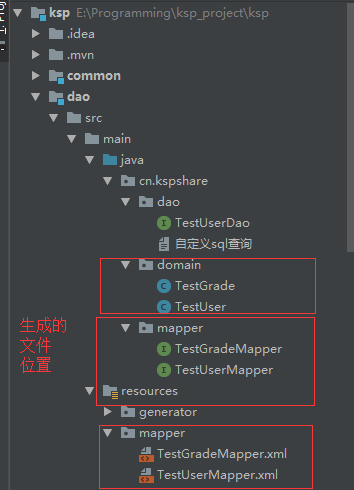 ksp E:\Programming\ksp_project\ksp
.idea
.mvn
common
dao
src
main
java
cn.kspshare
dao
TestUserDao
自定义sql查询
domain
TestGrade
TestUser
生成的
文件
位置
mapper
TestGradeMapper
TestUserMapper
resources
generator
mapper
TestGradeMapper.xml
TestUserMapper.xml